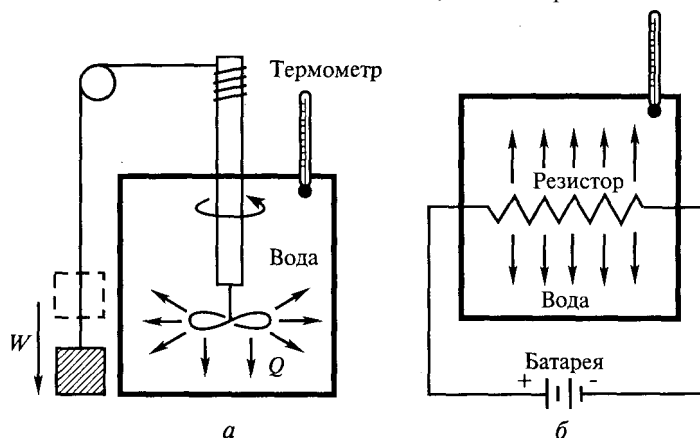 Термометр
Вода
W
Q
а
Резистор
Вода
Батарея
+ -
б